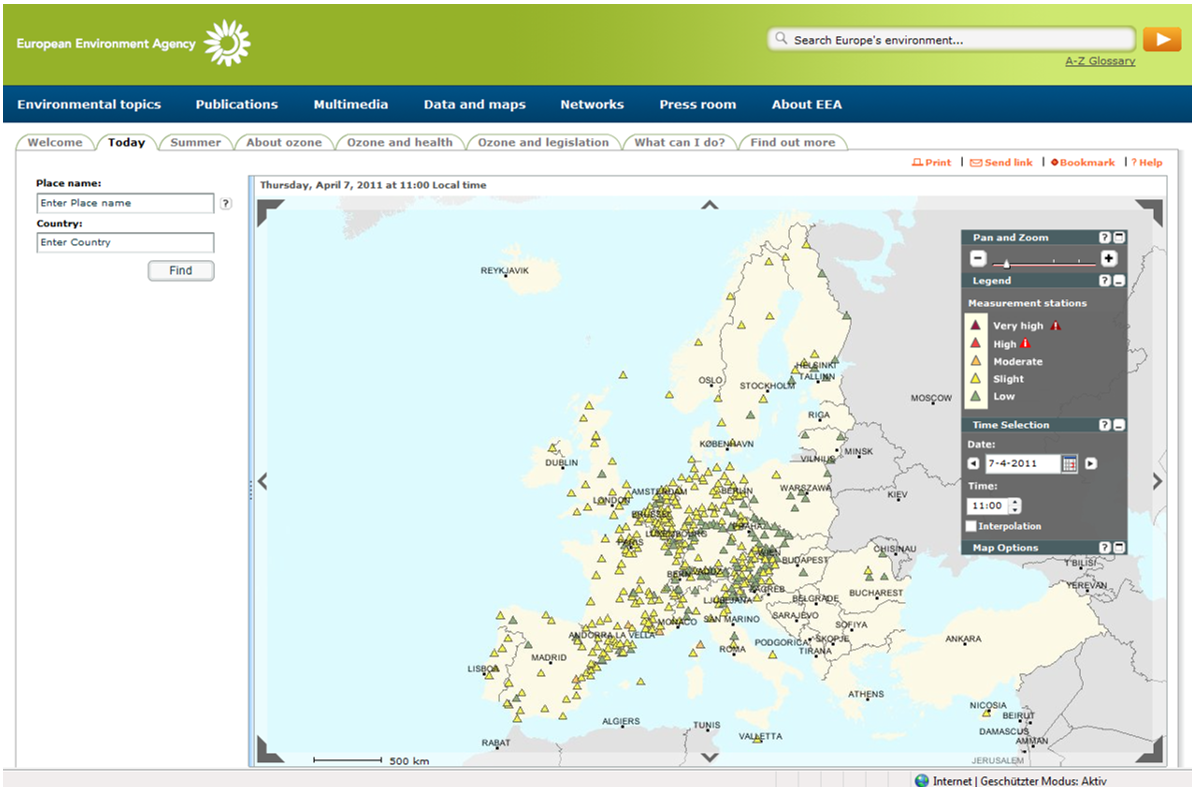 European Environment Agency
Search Europe's environment...
A-Z Glossary
Environmental topics Publications Multimedia Data and maps Networks Press room About EEA
Welcome Today Summer About ozone Ozone and health Ozone and legislation What can I do? Find out more
Print | Send link | Bookmark | ? Help
Place name:
Enter Place name ?
Country:
Enter Country
Find
Thursday, April 7, 2011 at 11:00 Local time
Pan and Zoom ?
Legend ?
Measurement stations
Very high
High
Moderate
Slight
Low
Time Selection ?
Date:
7-4-2011
Time:
11:00
Interpolation
Map Options ?
REYKJAVIK
HELSINKI
OSLO
STOCKHOLM
TALLINN
MOSCOW
RIGA
KØBENHAVN
MINSK
VILNIUS
DUBLIN
AMSTERDAM
BERLIN
WARSZAWA
KIEV
LONDON
BRUSSEL
PRAHA
LUXEMBOURG
PARIS
WIEN
CHISINAU
BUDAPEST
T'BILISI
BERN
VADUZ
YEREVAN
ZAGREB
LJUBLJANA
BELGRADE
BUCHAREST
MONACO
SAN MARINO
SARAJEVO
SOFIYA
ANDORRA LA VELLA
PODGORICA
SKOPJE
ANKARA
ROMA
TIRANA
MADRID
LISBOA
ATHENS
NICOSIA
BEIRUT
ALGIERS
TUNIS
DAMASCUS
VALLETTA
AMMAN
RABAT
JERUSALEM
500 km
Internet | Geschützter Modus: Aktiv